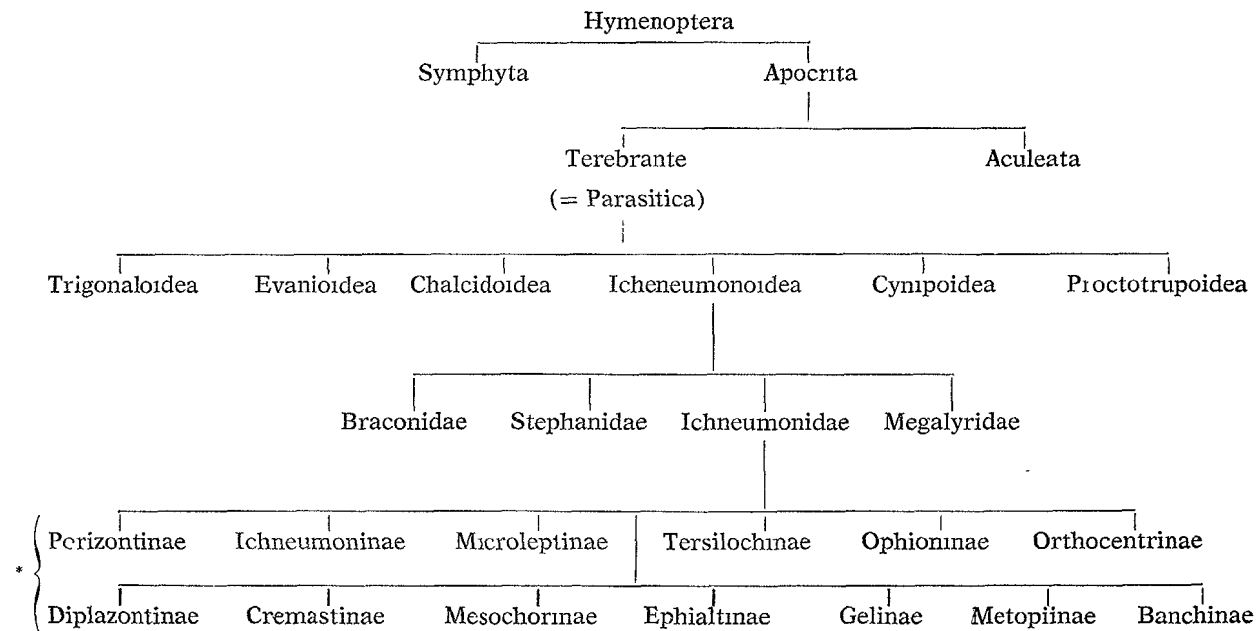 Hymenoptera
Symphyta Apocrita
Terebrante Aculeata
(= Parasitica)
Trigonaloidea Evanioidea Chalcidoidea Icheneumonoidea Cynipoidea Proctotrupoidea
Braconidae Stephanidae Ichneumonidae Megalyridae
Porizontinae Ichneumoninae Microleptinae Tersilochinae Ophioninae Orthocentrinae
*
Diplazontinae Cremastinae Mesochorinae Ephialtinae Gelinae Metopiinae Banchinae